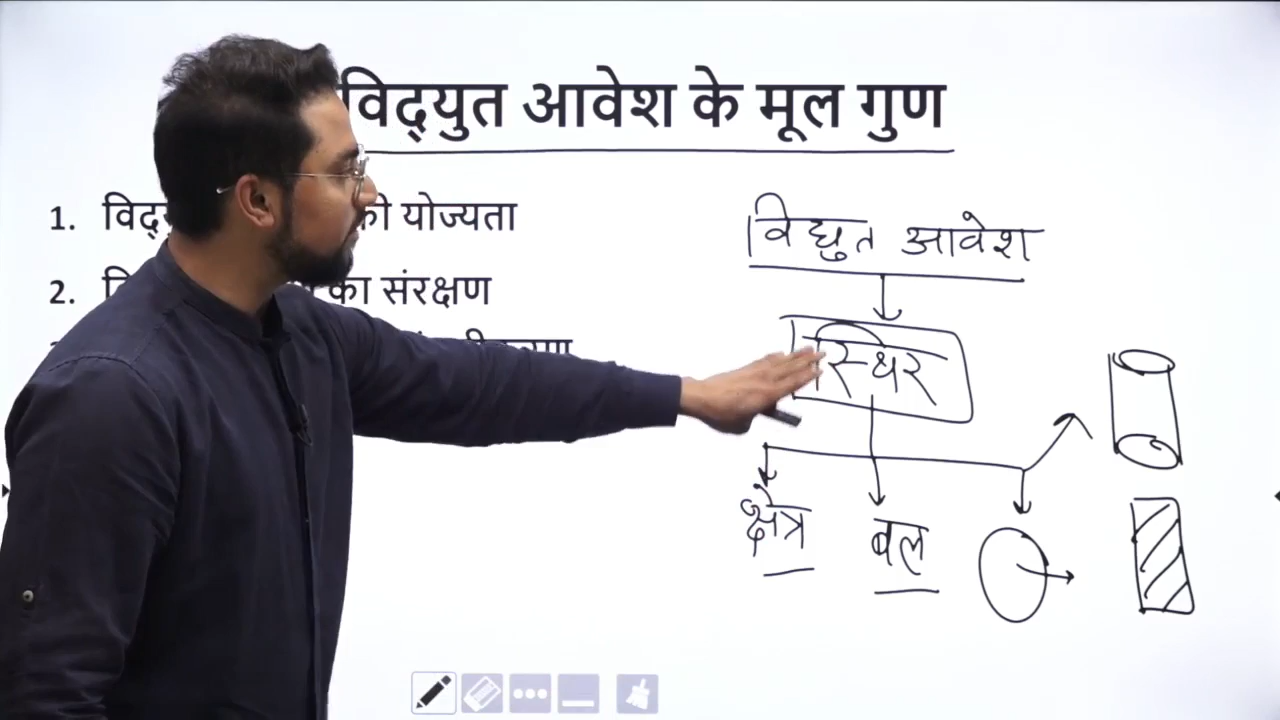 विद्युत आवेश के मूल गुण
1. की योज्यता
2. का संरक्षण
विद्युत आवेश
स्थिर
क्षेत्र बल